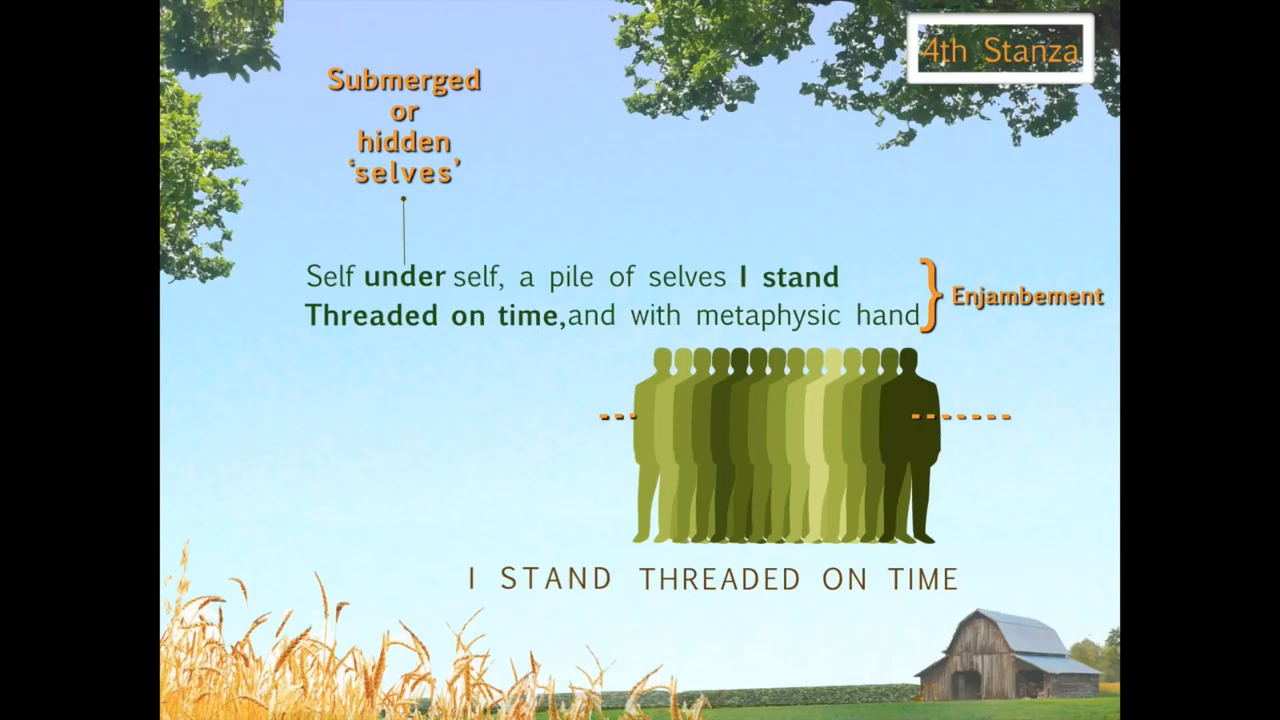 4th Stanza
Submerged
or
hidden
‘selves’
Self under self, a pile of selves I stand
Threaded on time,and with metaphysic hand
Enjambement
I STAND THREADED ON TIME